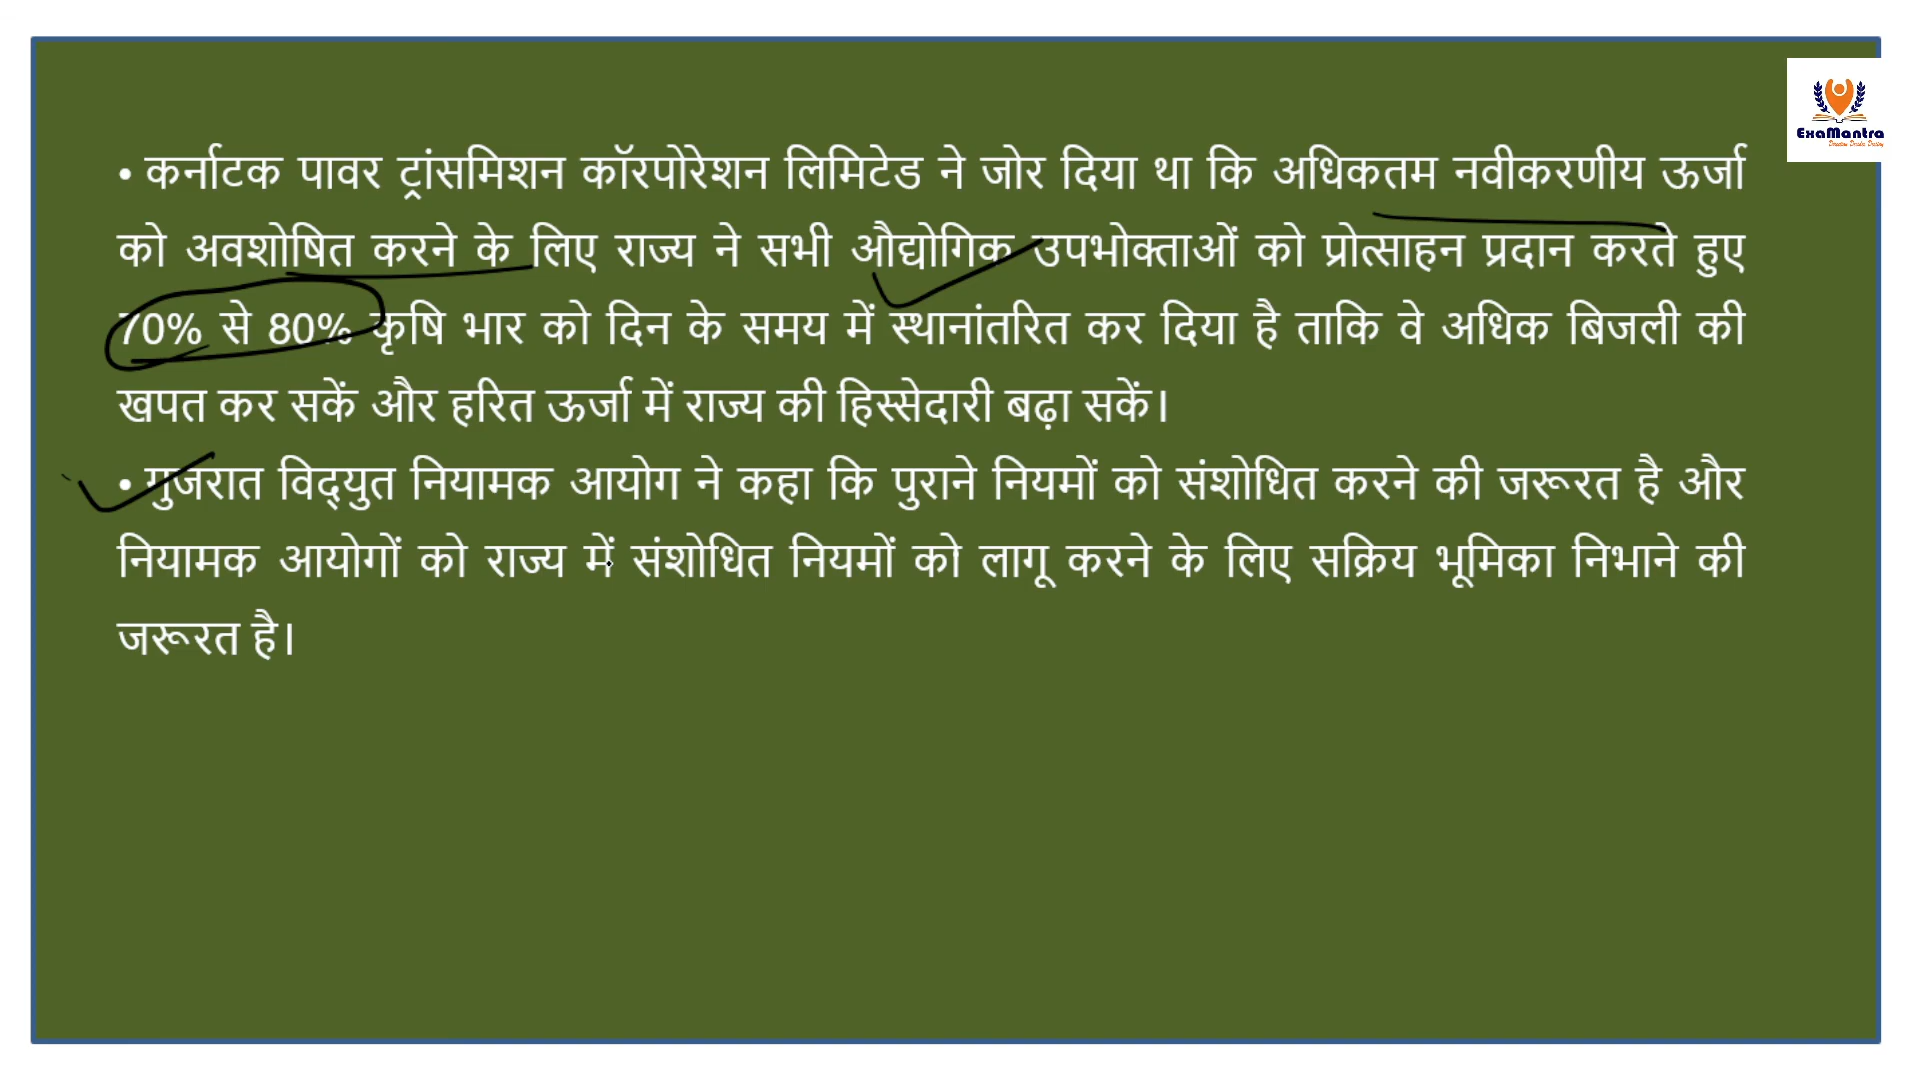 ExaMantra
• कर्नाटक पावर ट्रांसमिशन कॉरपोरेशन लिमिटेड ने जोर दिया था कि अधिकतम नवीकरणीय ऊर्जा
को अवशोषित करने के लिए राज्य ने सभी औद्योगिक उपभोक्ताओं को प्रोत्साहन प्रदान करते हुए
70% से 80% कृषि भार को दिन के समय में स्थानांतरित कर दिया है ताकि वे अधिक बिजली की
खपत कर सकें और हरित ऊर्जा में राज्य की हिस्सेदारी बढ़ा सकें।
• गुजरात विद्युत नियामक आयोग ने कहा कि पुराने नियमों को संशोधित करने की जरूरत है और
नियामक आयोगों को राज्य में संशोधित नियमों को लागू करने के लिए सक्रिय भूमिका निभाने की
जरूरत है।